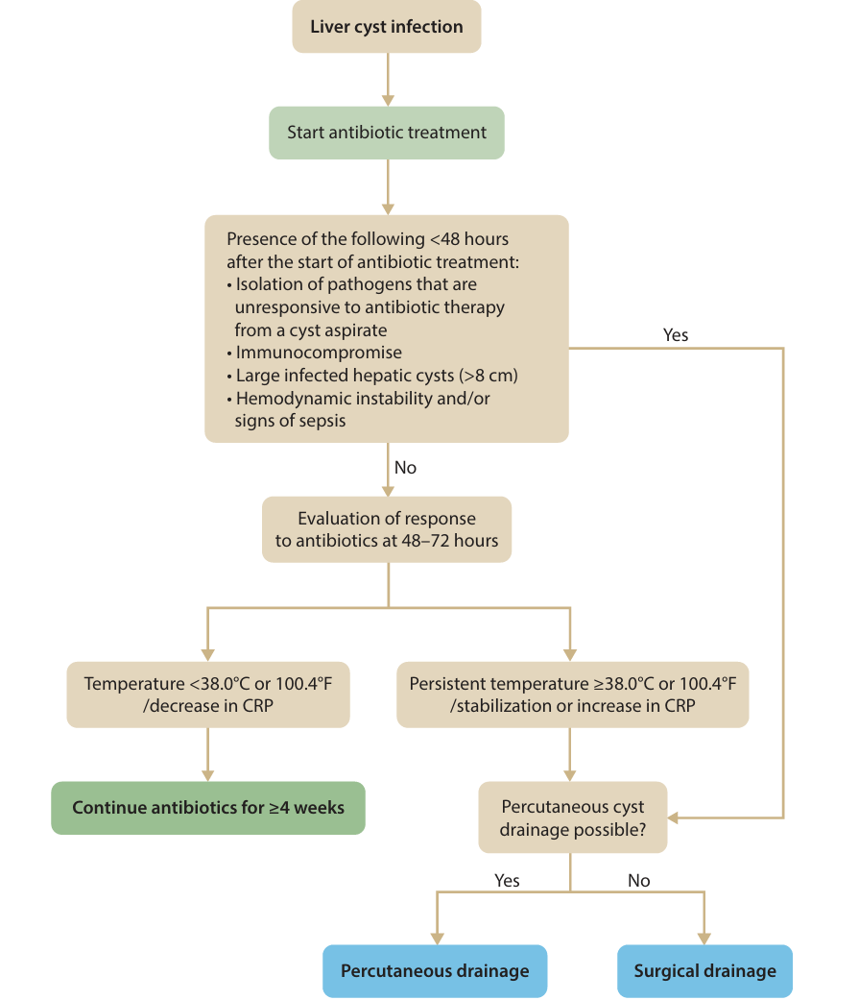 Liver cyst infection
Start antibiotic treatment
Presence of the following <48 hours
after the start of antibiotic treatment:
• Isolation of pathogens that are
unresponsive to antibiotic therapy
from a cyst aspirate
• Immunocompromise
• Large infected hepatic cysts (>8 cm)
• Hemodynamic instability and/or
signs of sepsis
Yes
No
Evaluation of response
to antibiotics at 48–72 hours
Temperature <38.0°C or 100.4°F
/decrease in CRP
Persistent temperature ≥38.0°C or 100.4°F
/stabilization or increase in CRP
Continue antibiotics for ≥4 weeks
Percutaneous cyst
drainage possible?
Yes
No
Percutaneous drainage
Surgical drainage